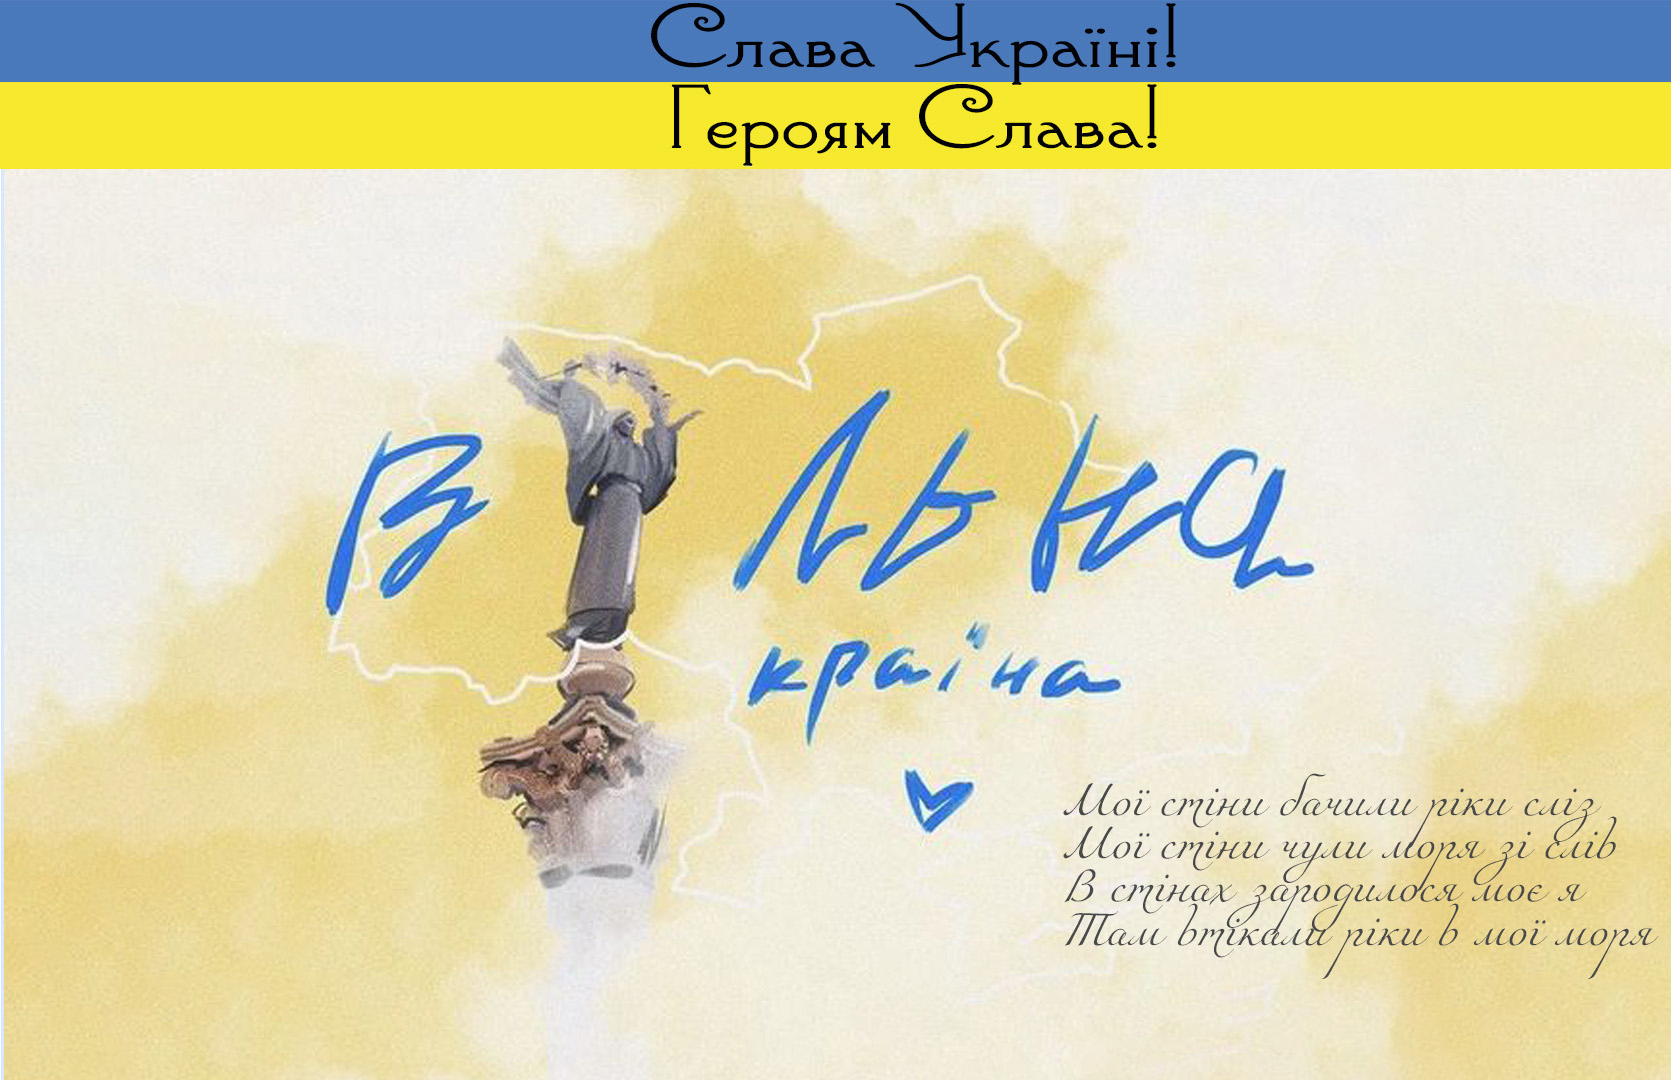 Слава Україні!
Героям Слава!
Вільна
країна
Мої стіни бачили ріки сліз
Мої стіни чули моря зі слів
В стінах зародилося моє я
Там втікали ріки в мої моря